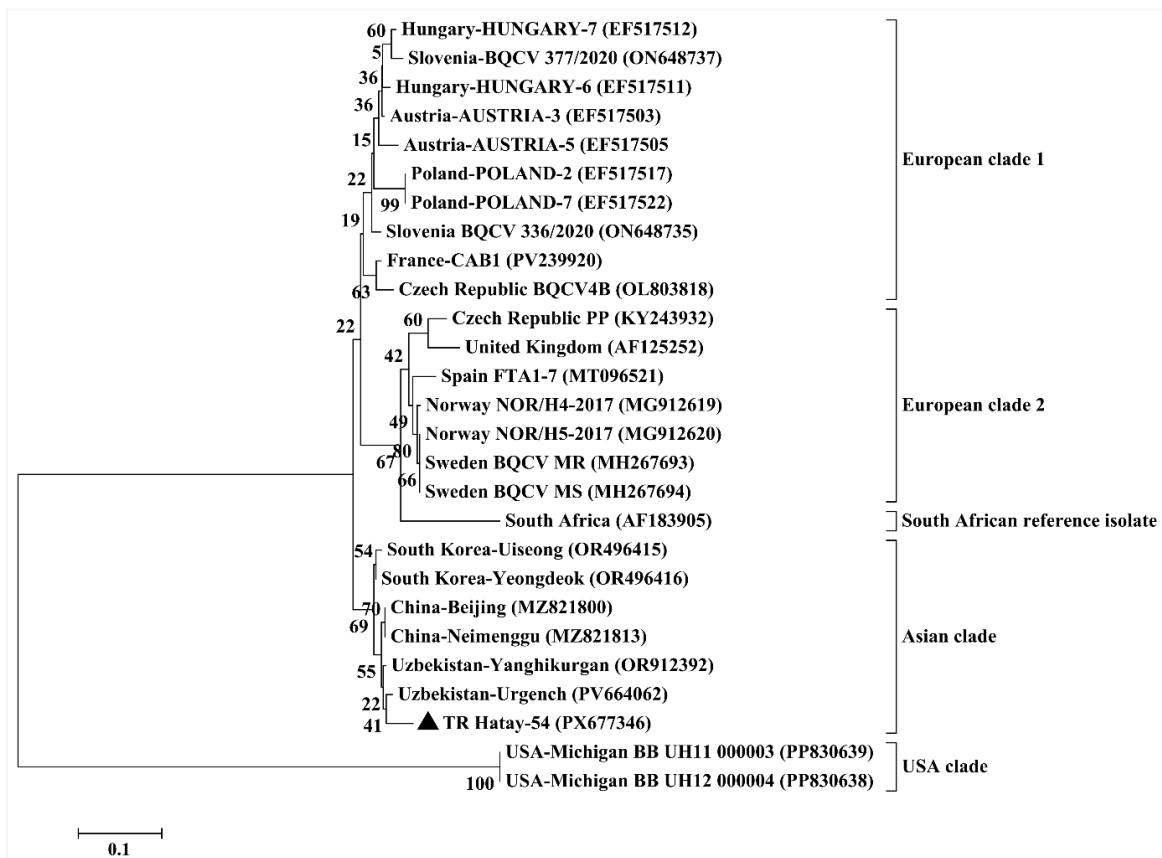 60
Hungary-HUNGARY-7 (EF517512)
5
Slovenia-BQCV 377/2020 (ON648737)
36
Hungary-HUNGARY-6 (EF517511)
36
Austria-AUSTRIA-3 (EF517503)
15
Austria-AUSTRIA-5 (EF517505
European clade 1
22
Poland-POLAND-2 (EF517517)
99
Poland-POLAND-7 (EF517522)
19
Slovenia BQCV 336/2020 (ON648735)
France-CAB1 (PV239920)
63
Czech Republic BQCV4B (OL803818)
22
60
Czech Republic PP (KY243932)
42
United Kingdom (AF125252)
Spain FTA1-7 (MT096521)
49
Norway NOR/H4-2017 (MG912619)
European clade 2
80
Norway NOR/H5-2017 (MG912620)
67
Sweden BQCV MR (MH267693)
66
Sweden BQCV MS (MH267694)
South Africa (AF183905)
South African reference isolate
54
South Korea-Uiseong (OR496415)
South Korea-Yeongdeok (OR496416)
70
China-Beijing (MZ821800)
69
China-Neimenggu (MZ821813)
Asian clade
55
Uzbekistan-Yanghikurgan (OR912392)
22
Uzbekistan-Urgench (PV664062)
41
TR Hatay-54 (PX677346)
USA-Michigan BB UH11 000003 (PP830639)
USA clade
100
USA-Michigan BB UH12 000004 (PP830638)
0.1